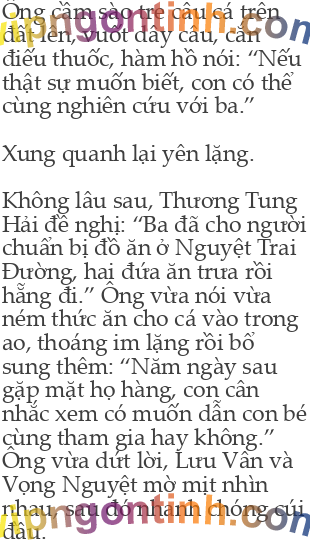 Ông cầm sào tre câu cá trên
đất lên, vuốt dây câu, cắn
điếu thuốc, hàm hồ nói: “Nếu
thật sự muốn biết, con có thể
cùng nghiên cứu với ba.”
Xung quanh lại yên lặng.
Không lâu sau, Thương Tung
Hải đề nghị: “Ba đã cho người
chuẩn bị đồ ăn ở Nguyệt Trai
Đường, hai đứa ăn trưa rồi
hẵng đi.” Ông vừa nói vừa
ném thức ăn cho cá vào trong
ao, thoáng im lặng rồi bổ
sung thêm: “Năm ngày sau
gặp mặt họ hàng, con cân
nhắc xem có muốn dẫn con bé
cùng tham gia hay không.”
Ông vừa dứt lời, Lưu Vân và
Vọng Nguyệt mờ mịt nhìn
nhau, sau đó nhanh chóng cúi
đầu.
vipngontinh.com
vipngontinh.com